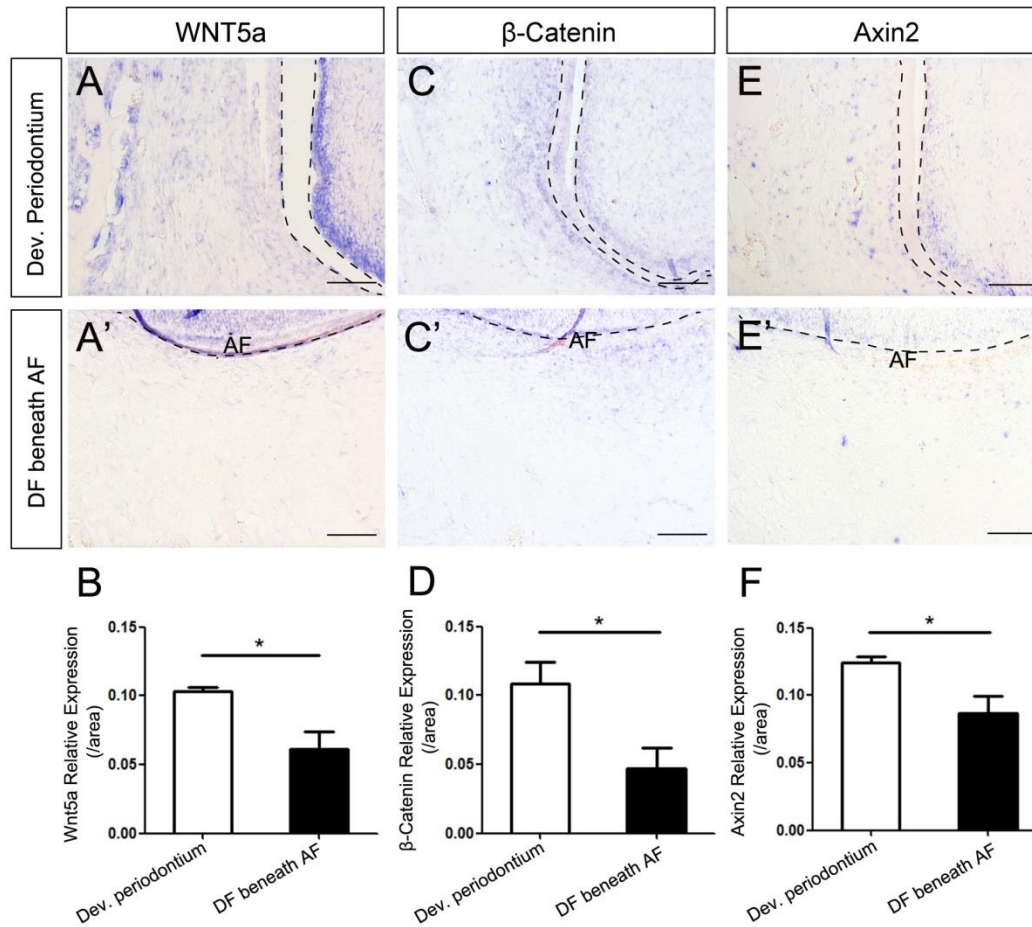 WNT5a
β-Catenin
Axin2
Dev. Periodontium
A
C
E
DF beneath AF
A’
AF
C’
AF
E’
AF
B
Wnt5a Relative Expression
(/area)
0.15
0.10
0.05
0.00
*
Dev. periodontium
DF beneath AF
D
β-Catenin Relative Expression
(/area)
0.15
0.10
0.05
0.00
*
Dev. periodontium
DF beneath AF
F
Axin2 Relative Expression
(/area)
0.15
0.10
0.05
0.00
*
Dev. periodontium
DF beneath AF